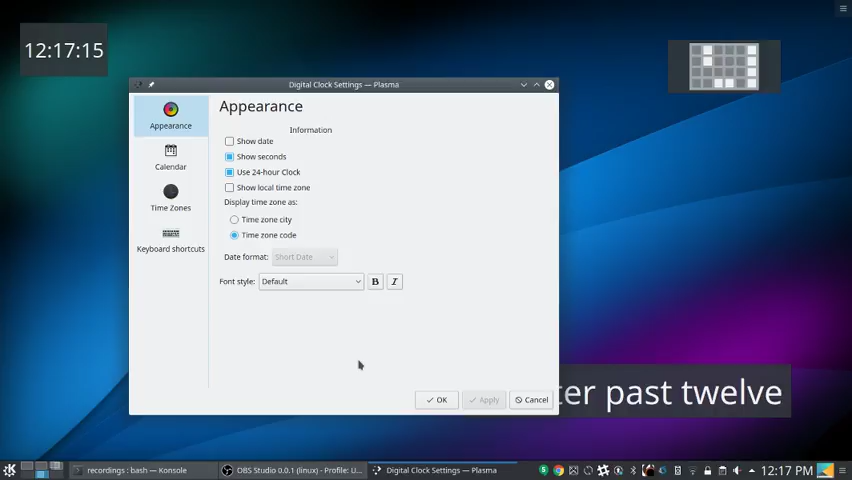 12:17:15
Digital Clock Settings — Plasma
Appearance
Calendar
Time Zones
Keyboard shortcuts
Appearance
Information
Show date
Show seconds
Use 24-hour Clock
Show local time zone
Display time zone as:
Time zone city
Time zone code
Date format: Short Date
Font style: Default B I
OK Apply Cancel
ter past twelve
recordings : bash — Konsole
OBS Studio 0.0.1 (linux) - Profile: U...
Digital Clock Settings — Plasma
12:17 PM